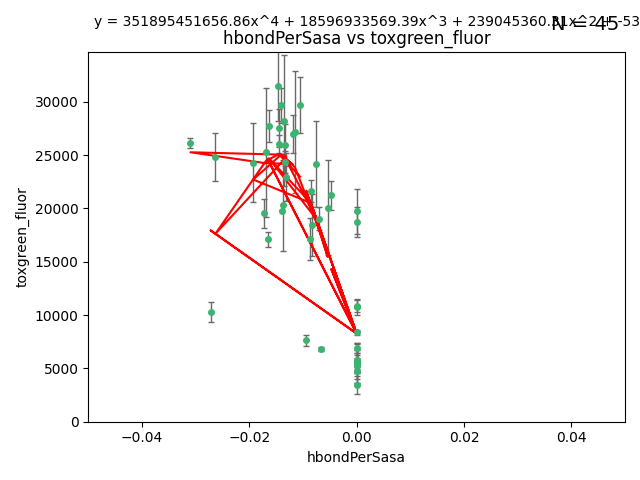 y = 351895451656.86x^4 + 18596933569.39x^3 + 239045360.31x^2 + -53
N = 45
hbondPerSasa vs toxgreen_fluor
30000
25000
20000
15000
10000
5000
0
toxgreen_fluor
−0.04
−0.02
0.00
0.02
0.04
hbondPerSasa